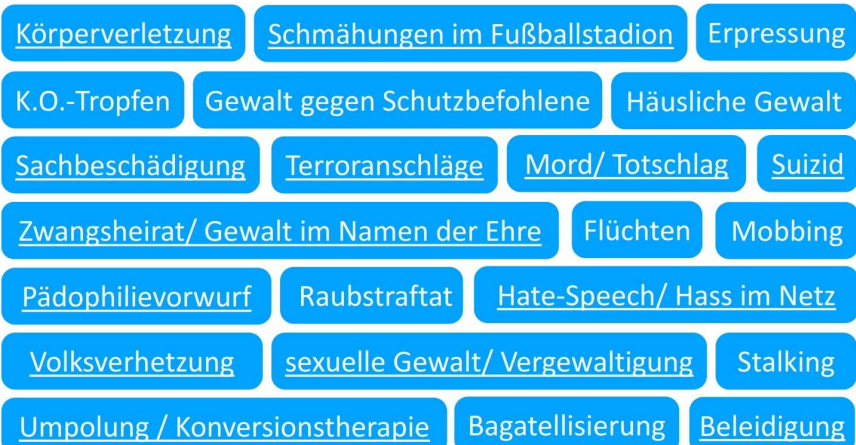 Körperverletzung Schmähungen im Fußballstadion Erpressung
K.O.-Tropfen Gewalt gegen Schutzbefohlene Häusliche Gewalt
Sachbeschädigung Terroranschläge Mord/ Totschlag Suizid
Zwangsheirat/ Gewalt im Namen der Ehre Flüchten Mobbing
Pädophilievorwurf Raubstraftat Hate-Speech/ Hass im Netz
Volksverhetzung sexuelle Gewalt/ Vergewaltigung Stalking
Umpolung / Konversionstherapie Bagatellisierung Beleidigung